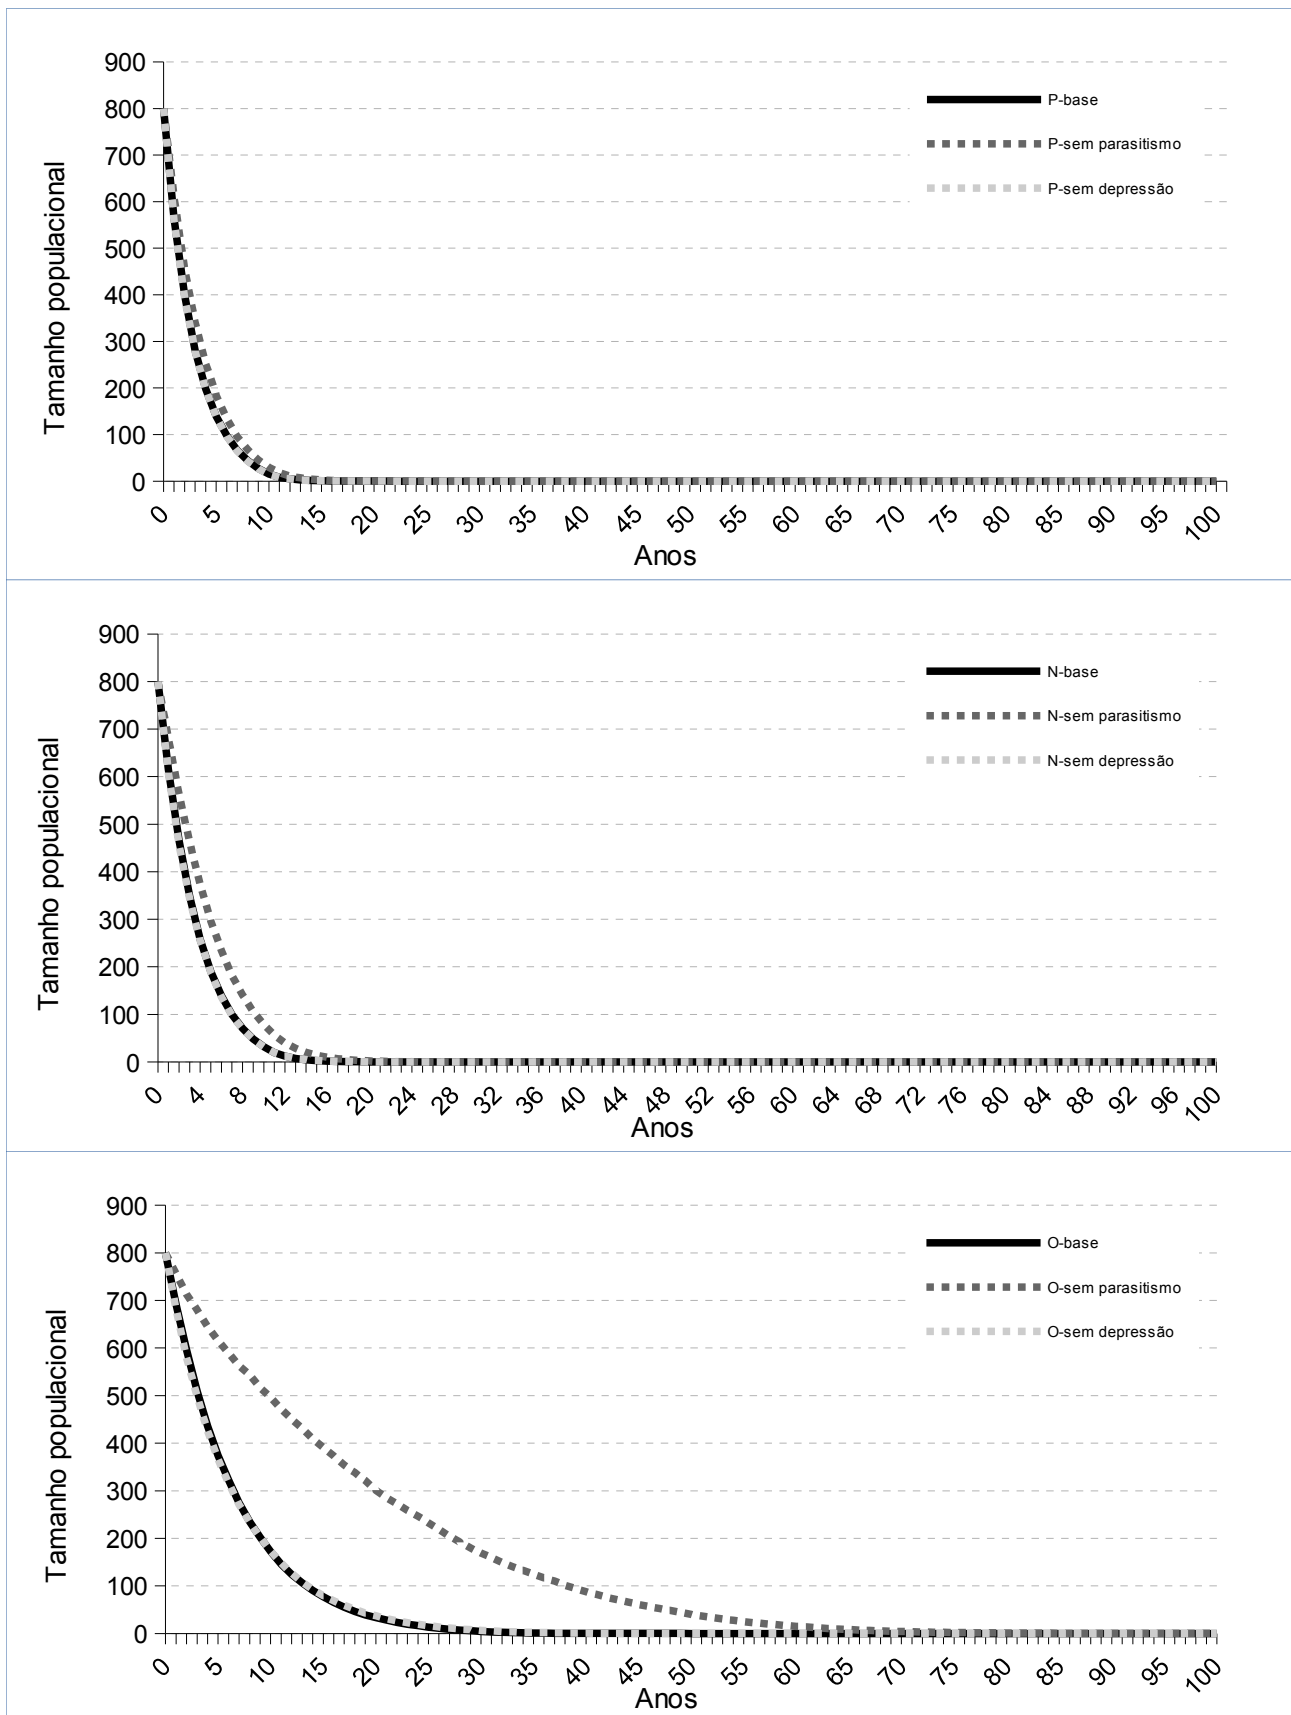 900
800
700
600
500
400
300
200
100
0
Tamanho populacional
P-base
P-sem parasitismo
P-sem depressão
0 5 10 15 20 25 30 35 40 45 50 55 60 65 70 75 80 85 90 95 100
Anos
900
800
700
600
500
400
300
200
100
0
Tamanho populacional
N-base
N-sem parasitismo
N-sem depressão
0 4 8 12 16 20 24 28 32 36 40 44 48 52 56 60 64 68 72 76 80 84 88 92 96 100
Anos
900
800
700
600
500
400
300
200
100
0
Tamanho populacional
O-base
O-sem parasitismo
O-sem depressão
0 5 10 15 20 25 30 35 40 45 50 55 60 65 70 75 80 85 90 95 100
Anos